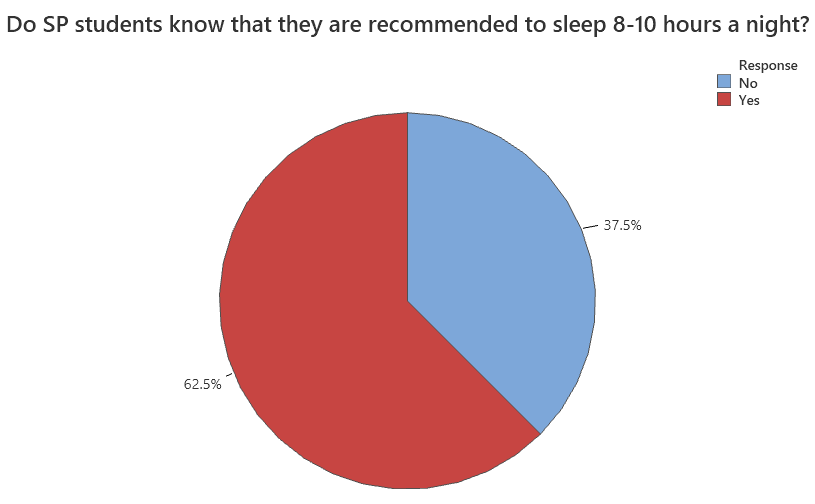 Do SP students know that they are recommended to sleep 8-10 hours a night?
Response
No
Yes
37.5%
62.5%